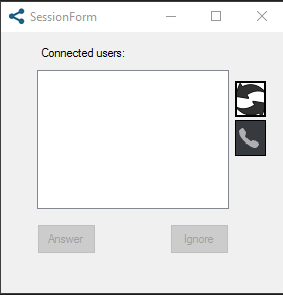 SessionForm
Connected users:
Answer
Ignore